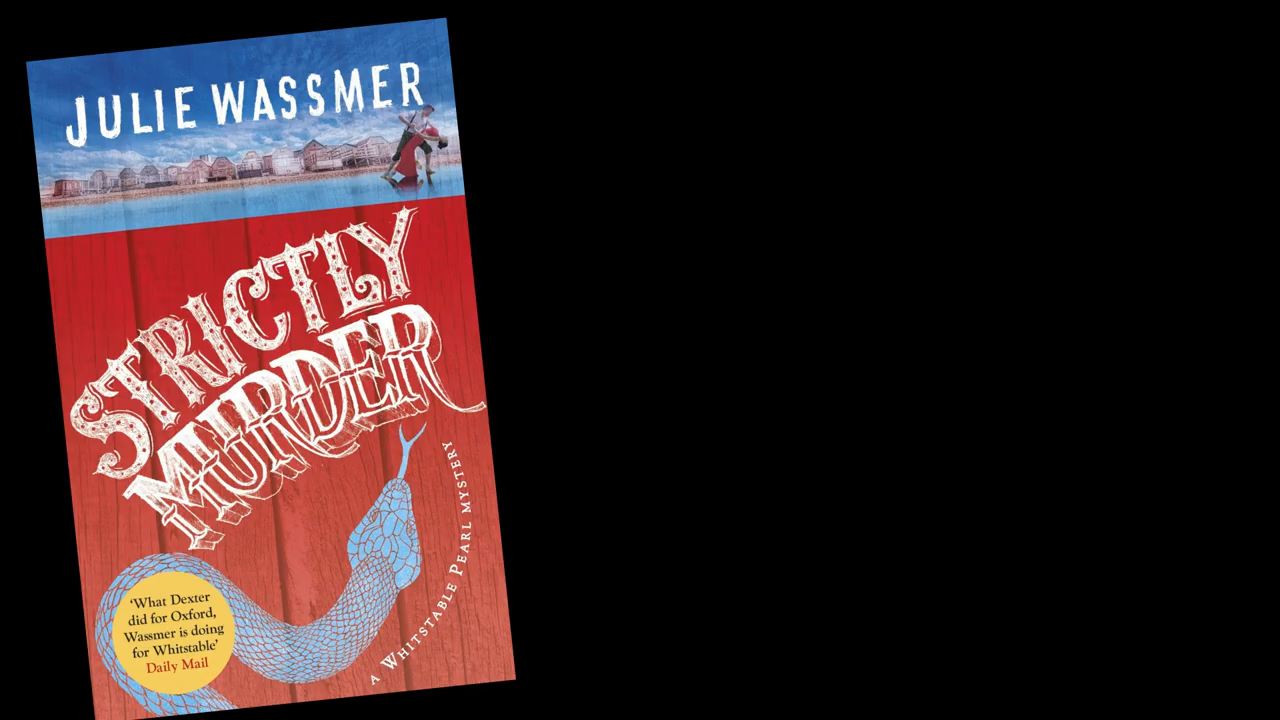 JULIE WASSMER
STRICTLY
MURDER
A WHITSTABLE PEARL MYSTERY
‘What Dexter
did for Oxford,
Wassmer is doing
for Whitstable’
Daily Mail